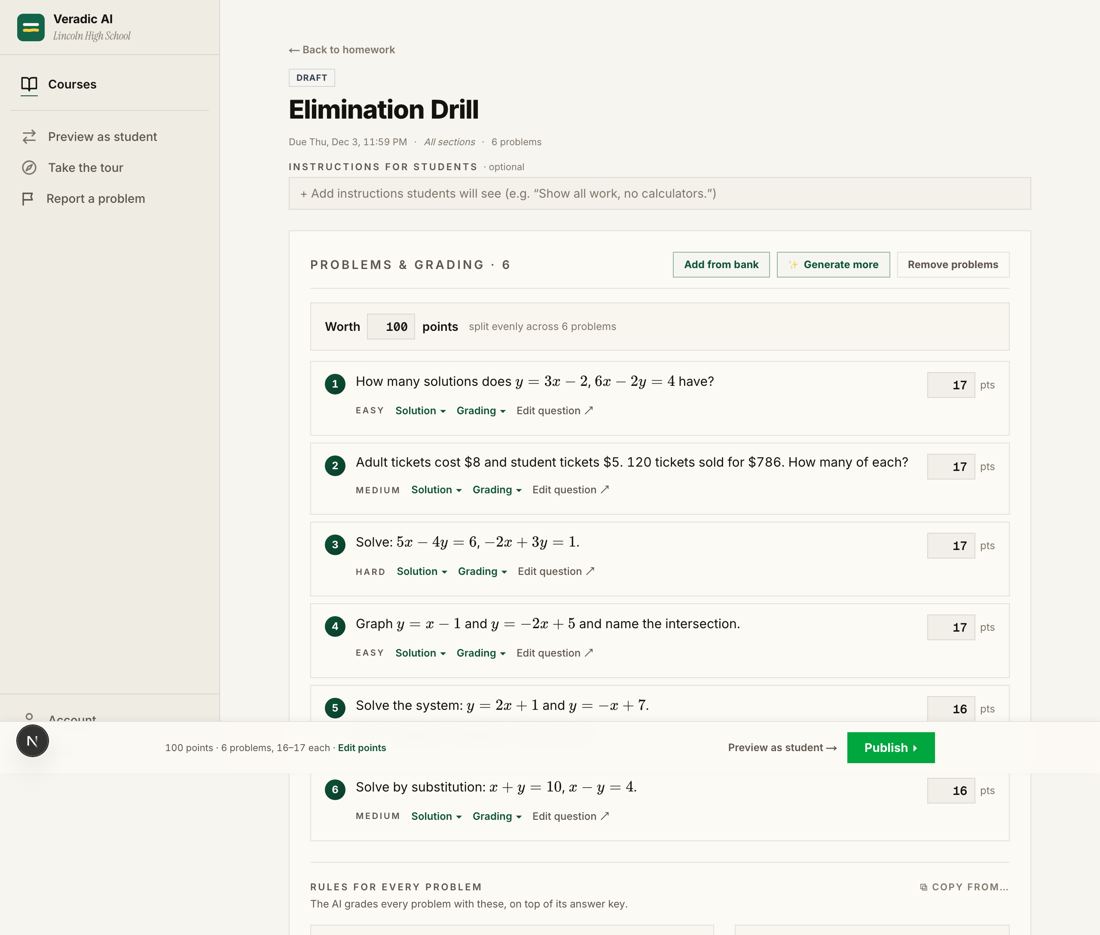 Veradic AI
Lincoln High School
Courses
Preview as student
Take the tour
Report a problem
Account
N
← Back to homework
DRAFT
Elimination Drill
Due Thu, Dec 3, 11:59 PM · All sections · 6 problems
INSTRUCTIONS FOR STUDENTS · optional
+ Add instructions students will see (e.g. “Show all work, no calculators.”)
PROBLEMS & GRADING · 6 Add from bank ✨ Generate more Remove problems
Worth 100 points split evenly across 6 problems
1 How many solutions does y = 3x − 2, 6x − 2y = 4 have? 17 pts
EASY Solution Grading Edit question ↗
2 Adult tickets cost $8 and student tickets $5. 120 tickets sold for $786. How many of each? 17 pts
MEDIUM Solution Grading Edit question ↗
3 Solve: 5x − 4y = 6, −2x + 3y = 1. 17 pts
HARD Solution Grading Edit question ↗
4 Graph y = x − 1 and y = −2x + 5 and name the intersection. 17 pts
EASY Solution Grading Edit question ↗
5 Solve the system: y = 2x + 1 and y = −x + 7. 16 pts
100 points · 6 problems, 16–17 each · Edit points Preview as student → Publish
6 Solve by substitution: x + y = 10, x − y = 4. 16 pts
MEDIUM Solution Grading Edit question ↗
RULES FOR EVERY PROBLEM COPY FROM…
The AI grades every problem with these, on top of its answer key.